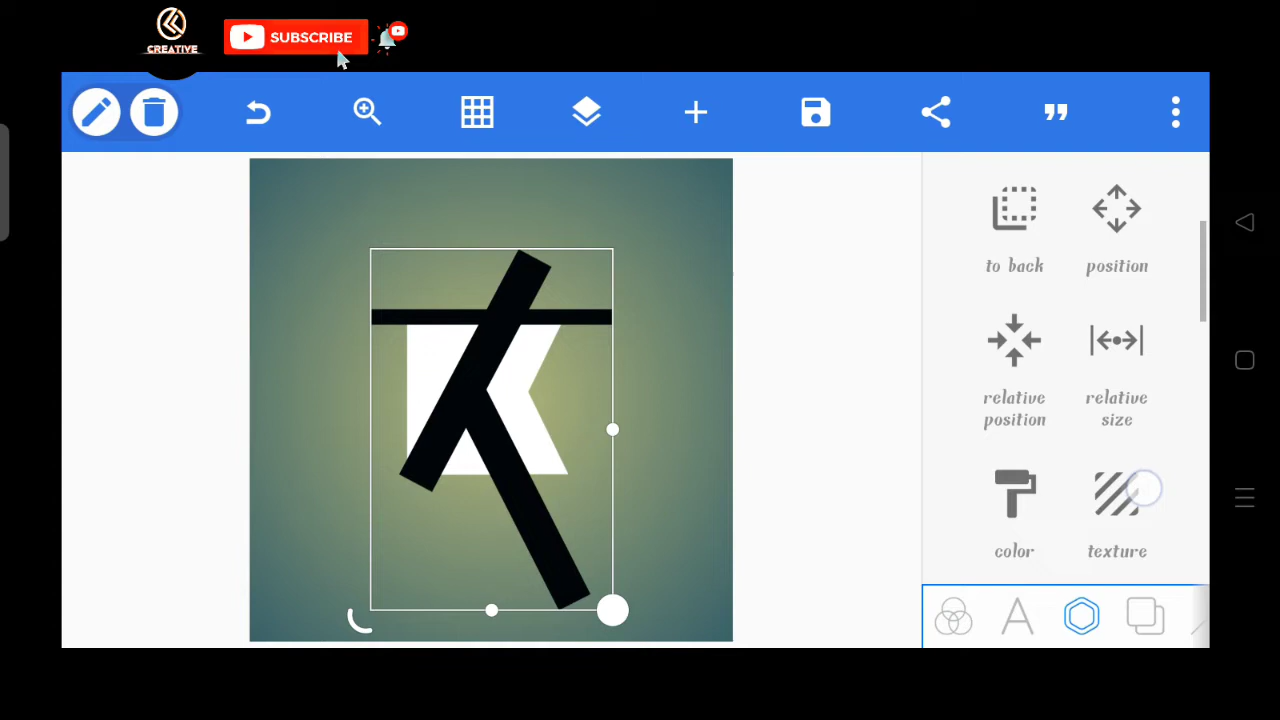 CREATIVE
SUBSCRIBE
to back
position
relative position
relative size
color
texture
A